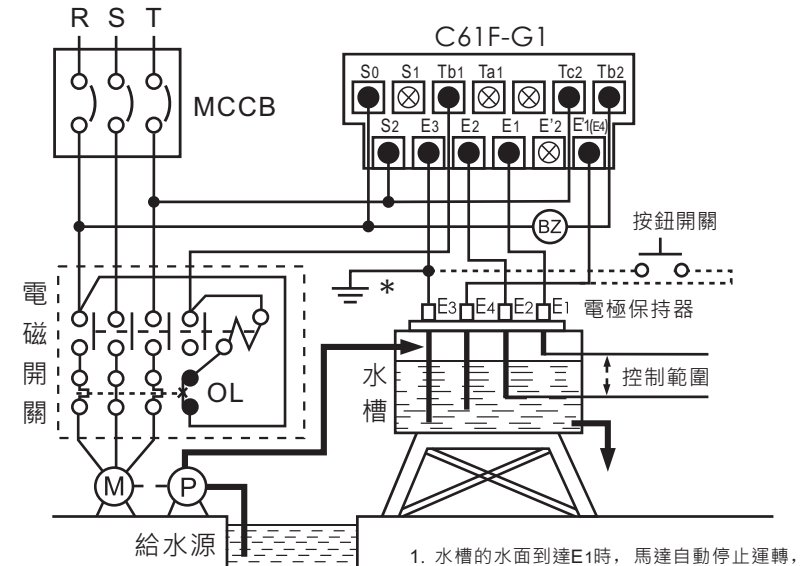 R S T
C61F-G1
S0 S1 Tb1 Ta1 Tc2 Tb2
MCCB
S2 E3 E2 E1 E'2 E'1(E4)
BZ
按鈕開關
*
E3 E4 E2 E1 電極保持器
電磁開關
OL
水槽
控制範圍
M P
給水源
1. 水槽的水面到達E1時，馬達自動停止運轉，